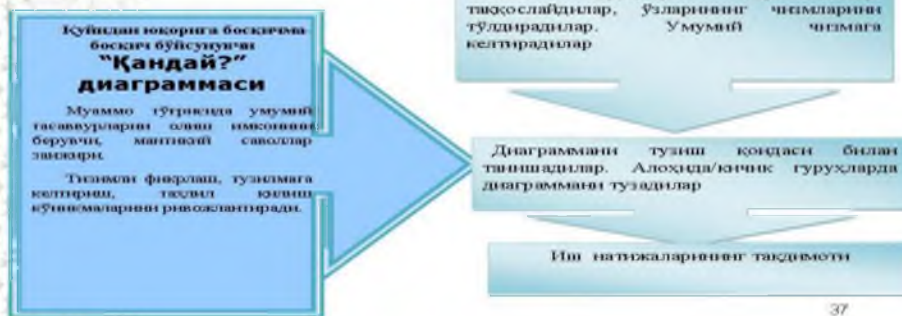 Қуйидан юқорига босқичма-
босқич бўйсунувчи
“Қандай?”
диаграммаси
Муаммо тўғрисида умумий
тасаввурларни олиш имконини
берувчи, мантиқий саволлар
занжири.
Тизимли фикрлаш, тузилмага
келтириш, таҳлил қилиш
кўникмаларини ривожлантиради.
таққослайдилар, ўзларининг чизмларини
тўлдирадилар. Умумий чизмага
келтирадилар
Диаграммани тузиш қоидаси билан
танишадилар. Алоҳида/кичик гуруҳларда
диаграммани тузадилар
Иш натижаларининг тақдимоти
37